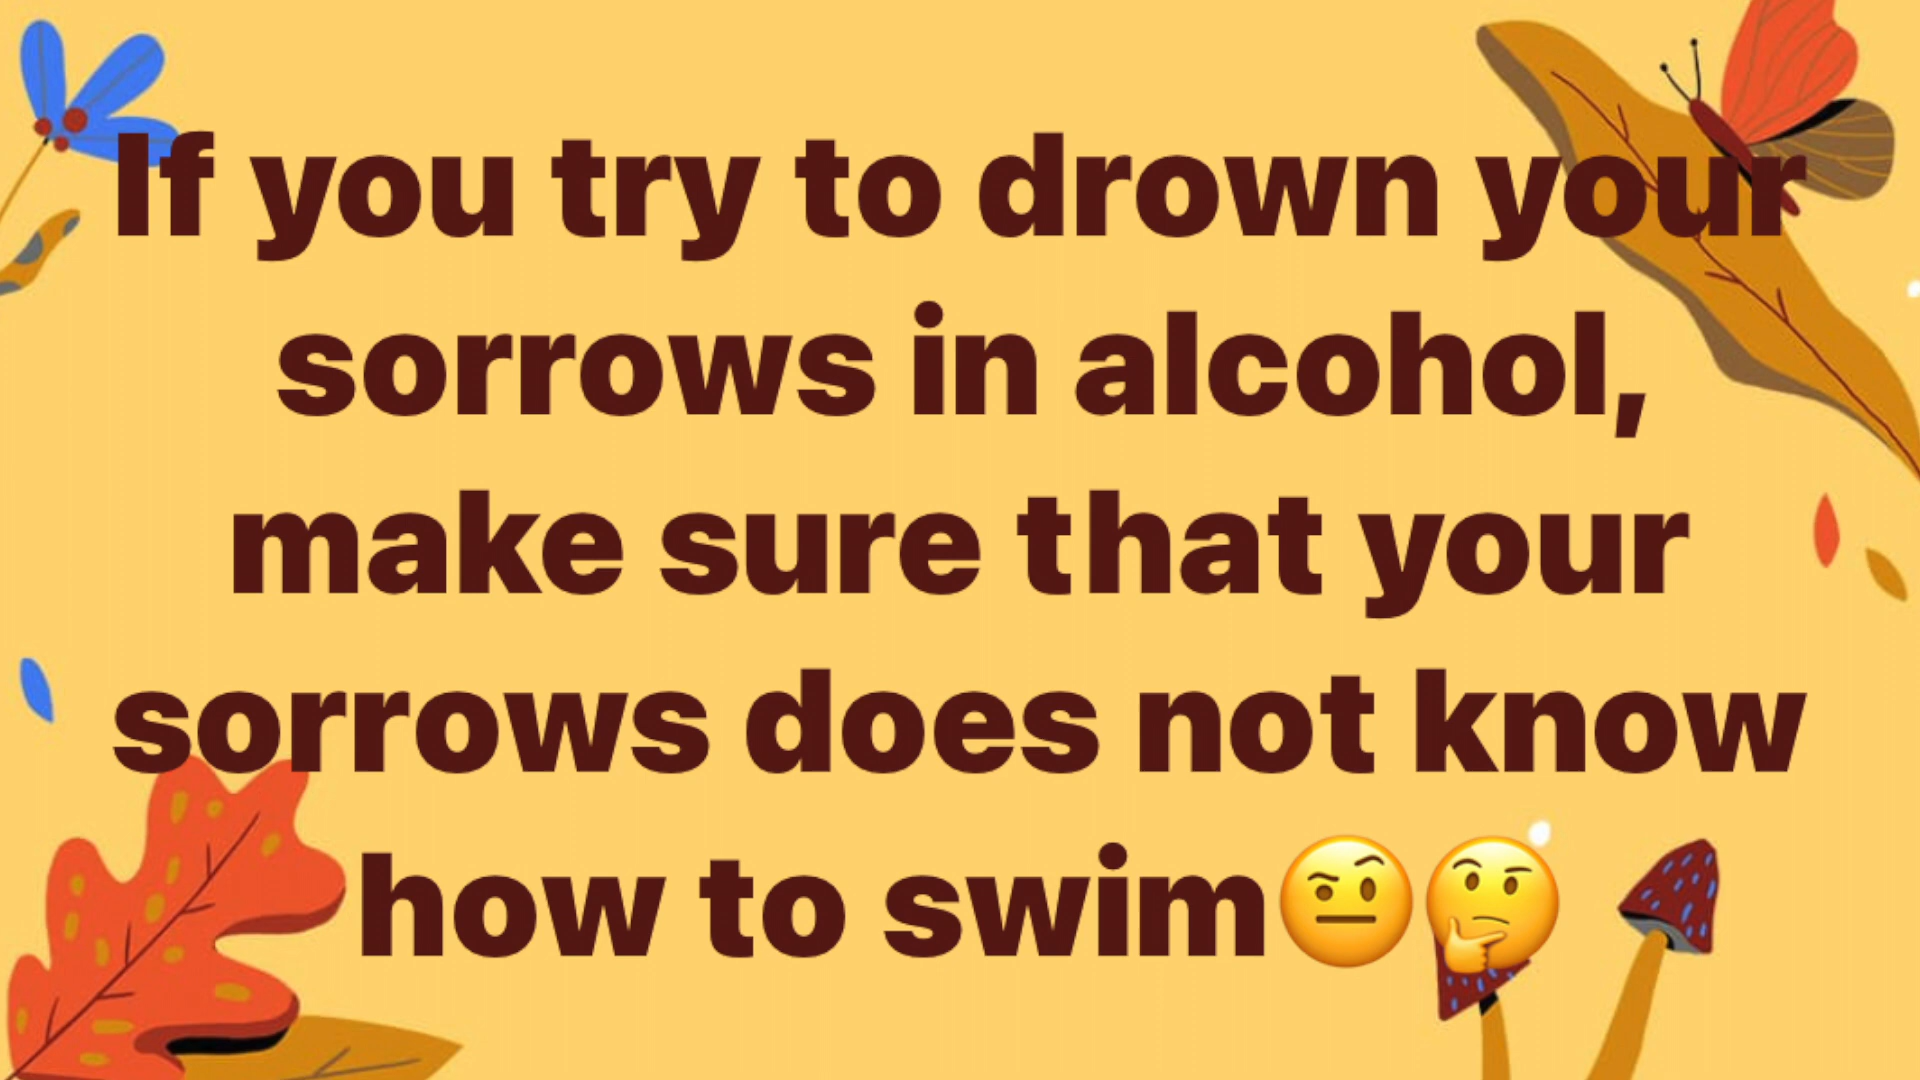 If you try to drown your
sorrows in alcohol,
make sure that your
sorrows does not know
how to swim🤨🤔